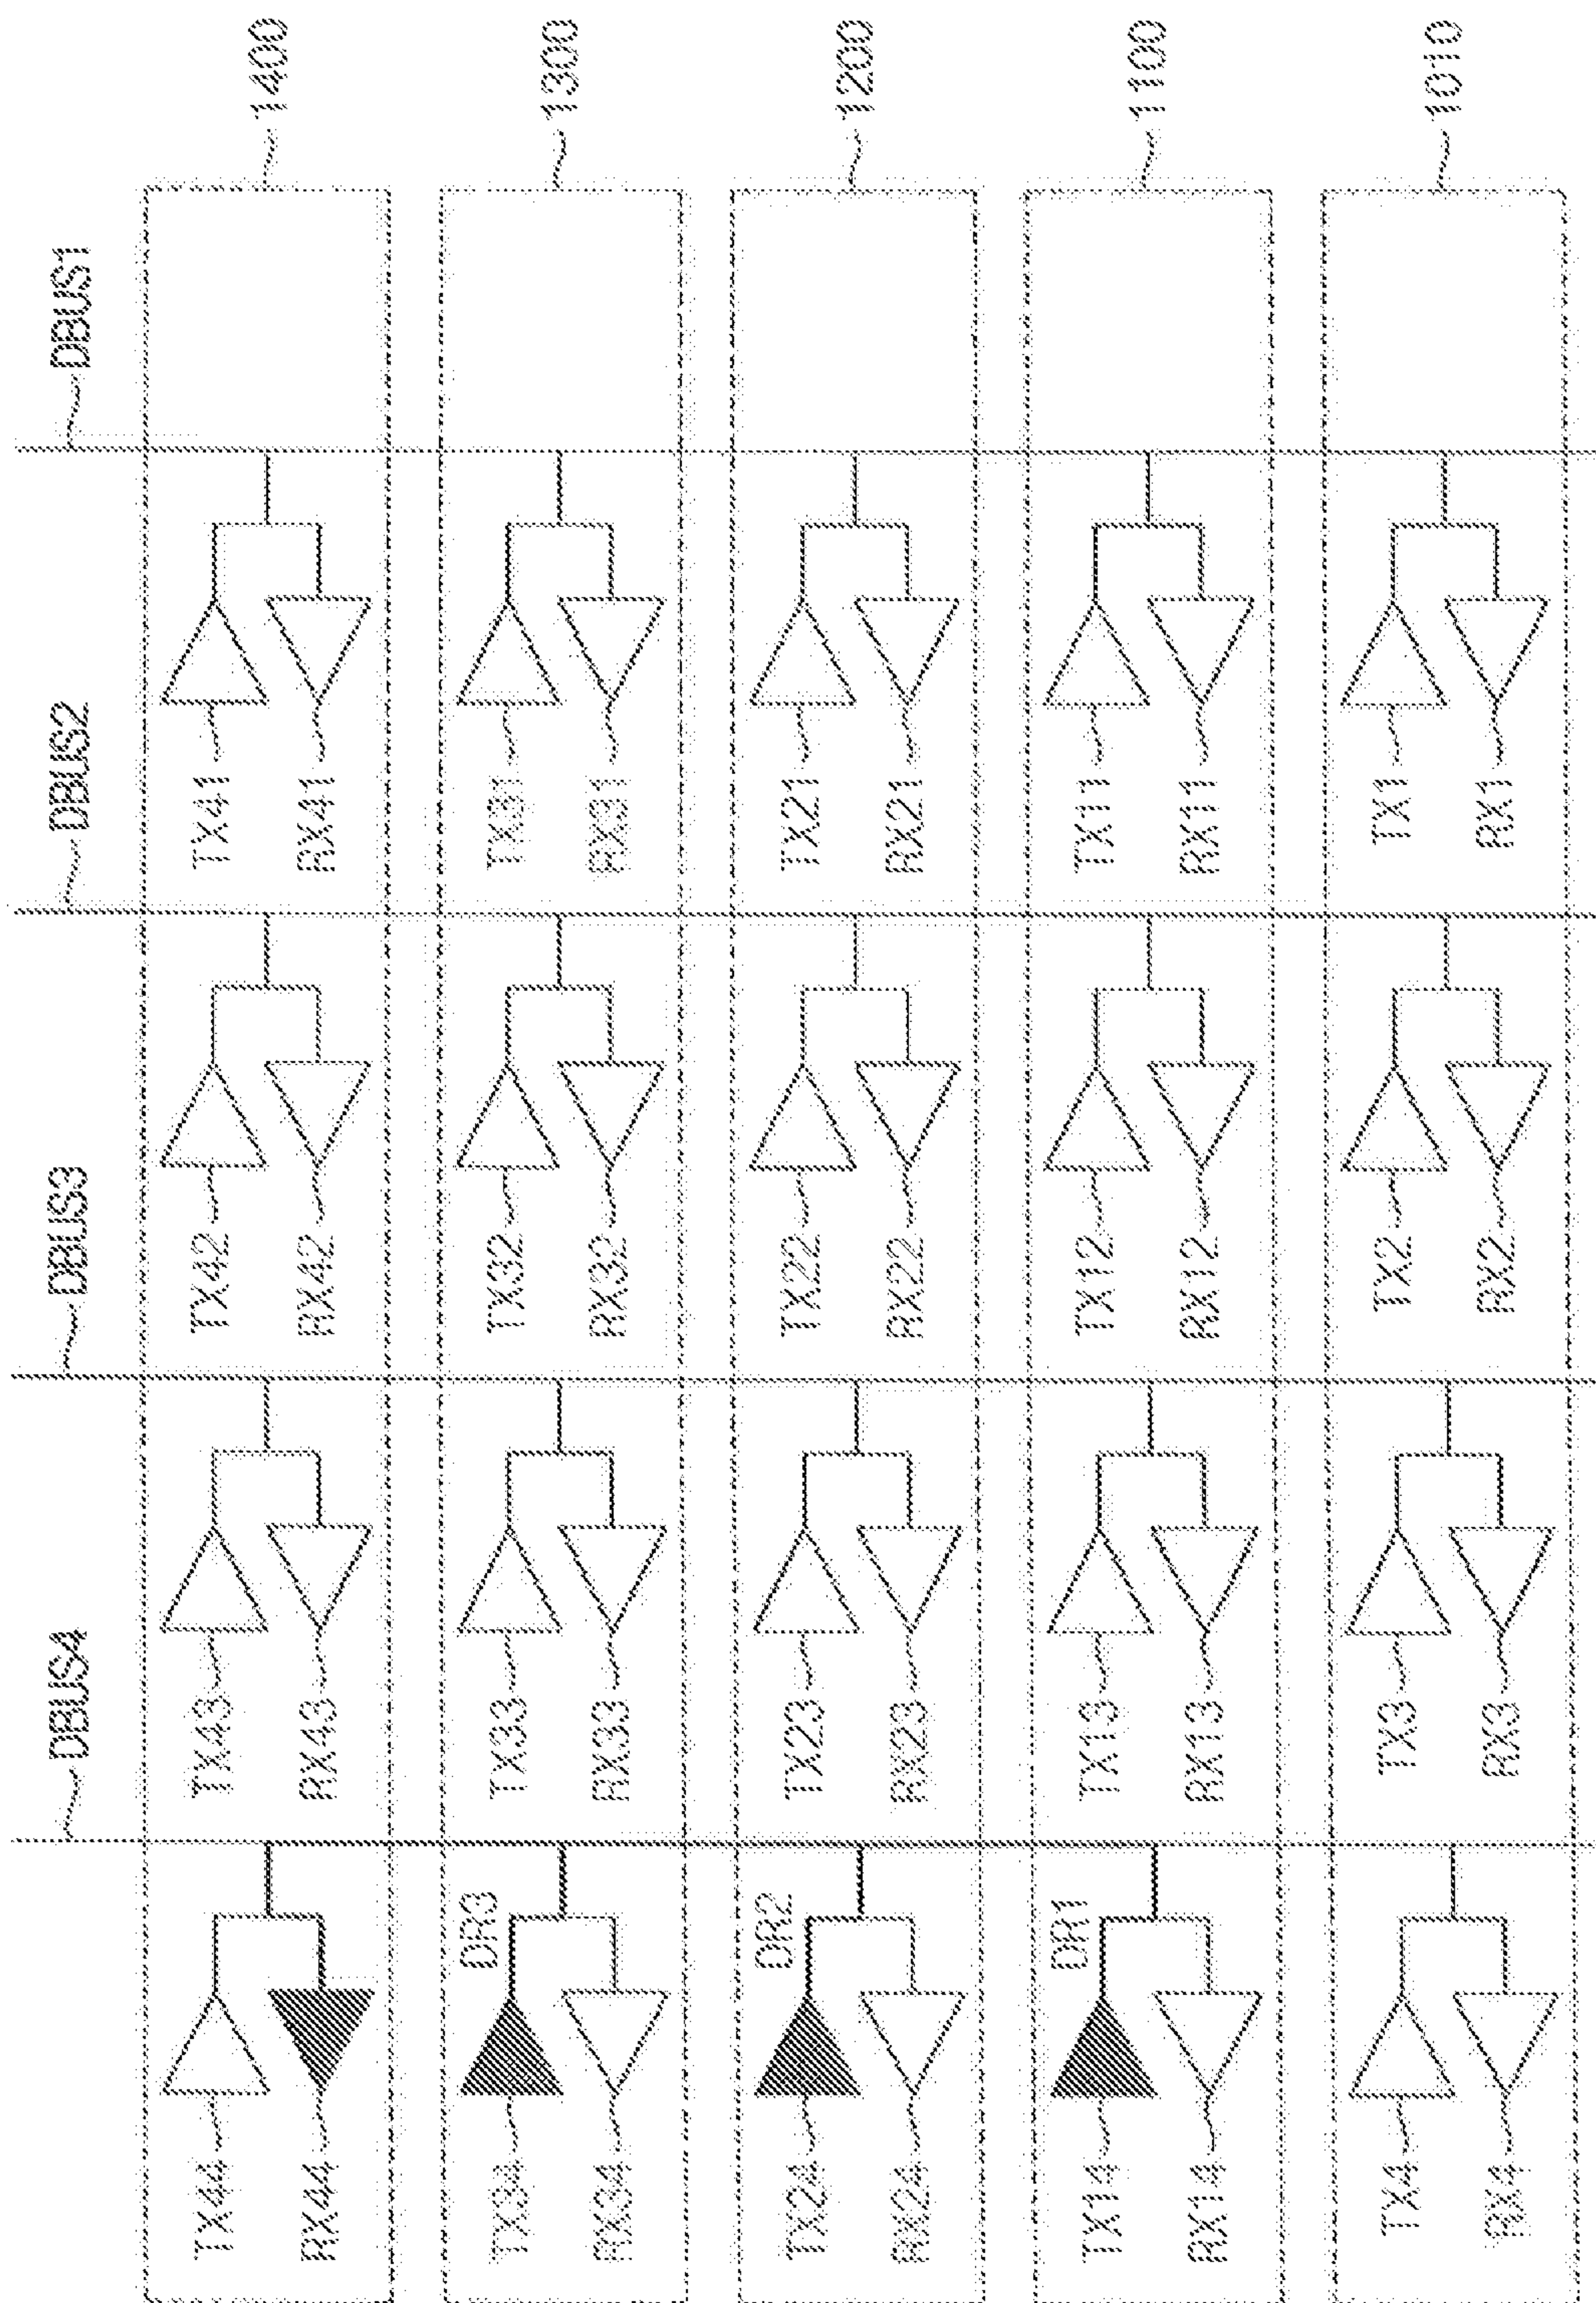 DBUS4
DBUS3
DBUS2
DBUS1
TX44
RX44
TX43
RX43
TX42
RX42
TX41
RX41
1400
DR3
TX34
RX34
TX33
RX33
TX32
RX32
TX31
RX31
1300
DR2
TX24
RX24
TX23
RX23
TX22
RX22
TX21
RX21
1200
DR1
TX14
RX14
TX13
RX13
TX12
RX12
TX11
RX11
1100
TX4
RX4
TX3
RX3
TX2
RX2
TX1
RX1
1010